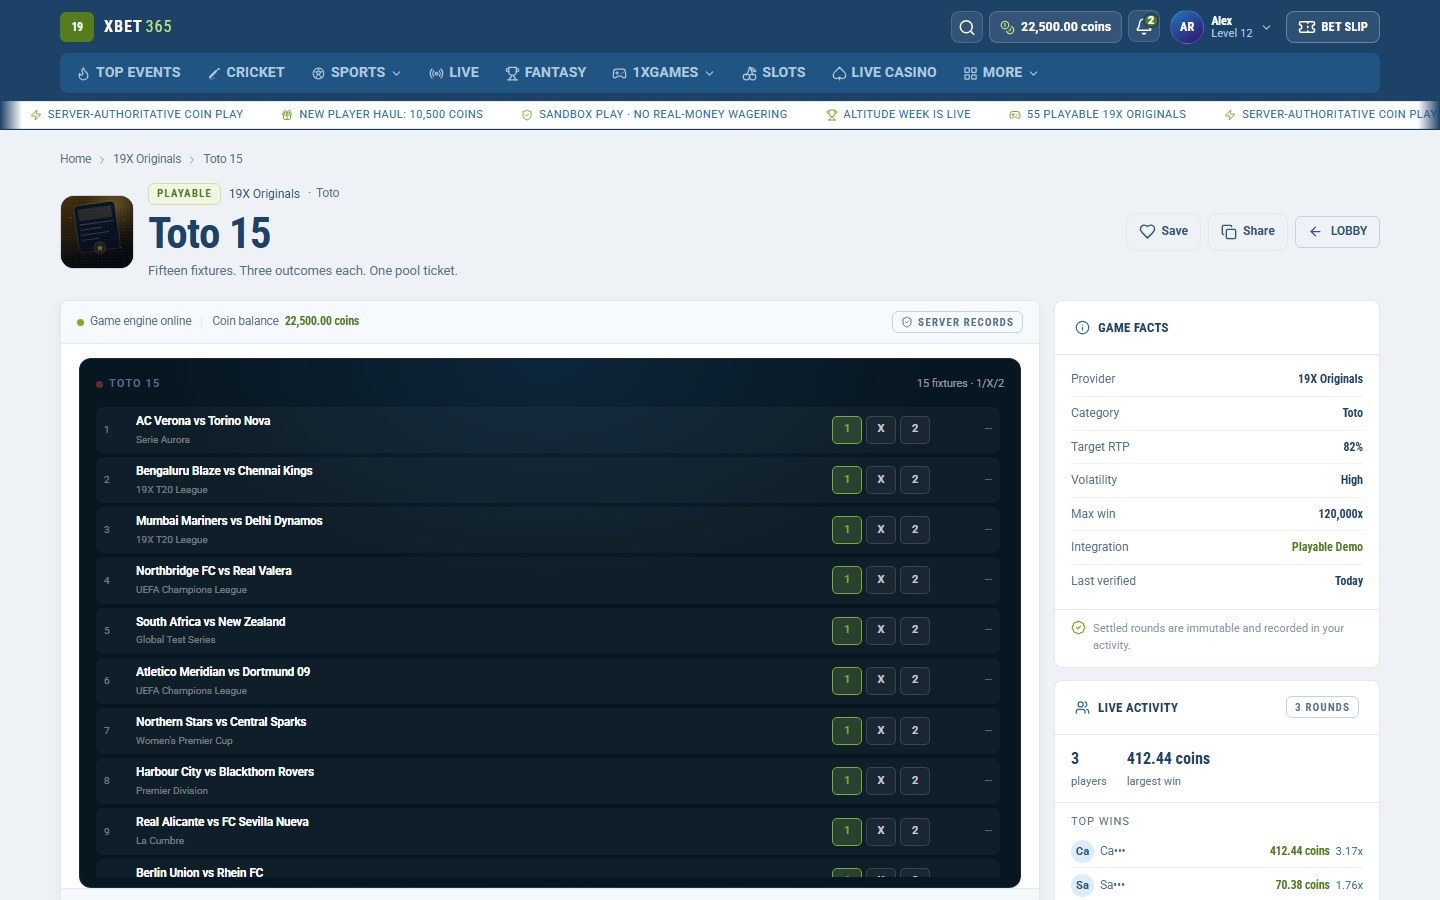 19 XBET 365
22,500.00 coins
2
AR
Alex
Level 12
BET SLIP
TOP EVENTS
CRICKET
SPORTS
LIVE
FANTASY
1XGAMES
SLOTS
LIVE CASINO
MORE
SERVER-AUTHORITATIVE COIN PLAY
NEW PLAYER HAUL: 10,500 COINS
SANDBOX PLAY · NO REAL-MONEY WAGERING
ALTITUDE WEEK IS LIVE
55 PLAYABLE 19X ORIGINALS
SERVER-AUTHORITATIVE COIN PLAY
Home > 19X Originals > Toto 15
PLAYABLE 19X Originals · Toto
Toto 15
Fifteen fixtures. Three outcomes each. One pool ticket.
Save
Share
LOBBY
Game engine online
Coin balance 22,500.00 coins
SERVER RECORDS
TOTO 15
15 fixtures · 1/X/2
1 AC Verona vs Torino Nova 1 X 2 –
Serie Aurora
2 Bengaluru Blaze vs Chennai Kings 1 X 2 –
19X T20 League
3 Mumbai Mariners vs Delhi Dynamos 1 X 2 –
19X T20 League
4 Northbridge FC vs Real Valera 1 X 2 –
UEFA Champions League
5 South Africa vs New Zealand 1 X 2 –
Global Test Series
6 Atletico Meridian vs Dortmund 09 1 X 2 –
UEFA Champions League
7 Northern Stars vs Central Sparks 1 X 2 –
Women's Premier Cup
8 Harbour City vs Blackthorn Rovers 1 X 2 –
Premier Division
9 Real Alicante vs FC Sevilla Nueva 1 X 2 –
La Cumbre
Berlin Union vs Rhein FC
GAME FACTS
Provider 19X Originals
Category Toto
Target RTP 82%
Volatility High
Max win 120,000x
Integration Playable Demo
Last verified Today
Settled rounds are immutable and recorded in your
activity.
LIVE ACTIVITY
3 ROUNDS
3 412.44 coins
players largest win
TOP WINS
Ca Ca••• 412.44 coins 3.17x
Sa Sa••• 70.38 coins 1.76x